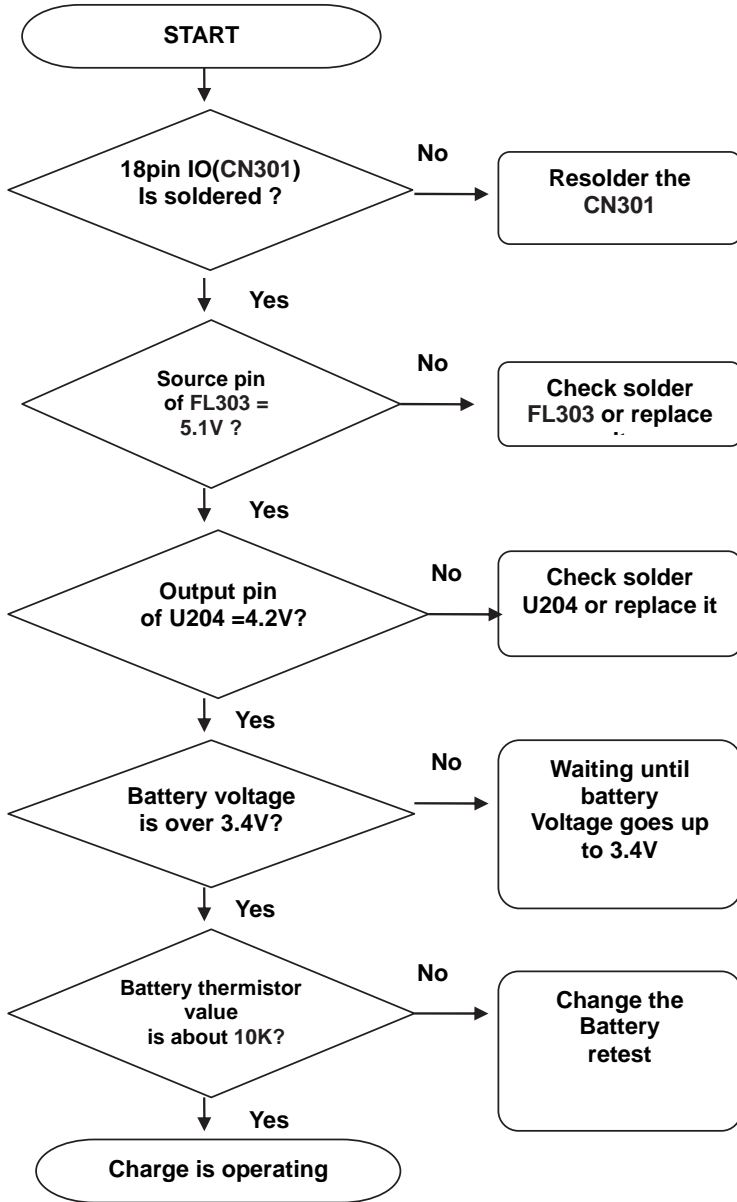 START
18pin IO(CN301)
Is soldered ?
No
Resolder the
CN301
Yes
Source pin
of FL303 =
5.1V ?
No
Check solder
FL303 or replace
Yes
Output pin
of U204 =4.2V?
No
Check solder
U204 or replace it
Yes
Battery voltage
is over 3.4V?
No
Waiting until
battery
Voltage goes up
to 3.4V
Yes
Battery thermistor
value
is about 10K?
No
Change the
Battery
retest
Yes
Charge is operating